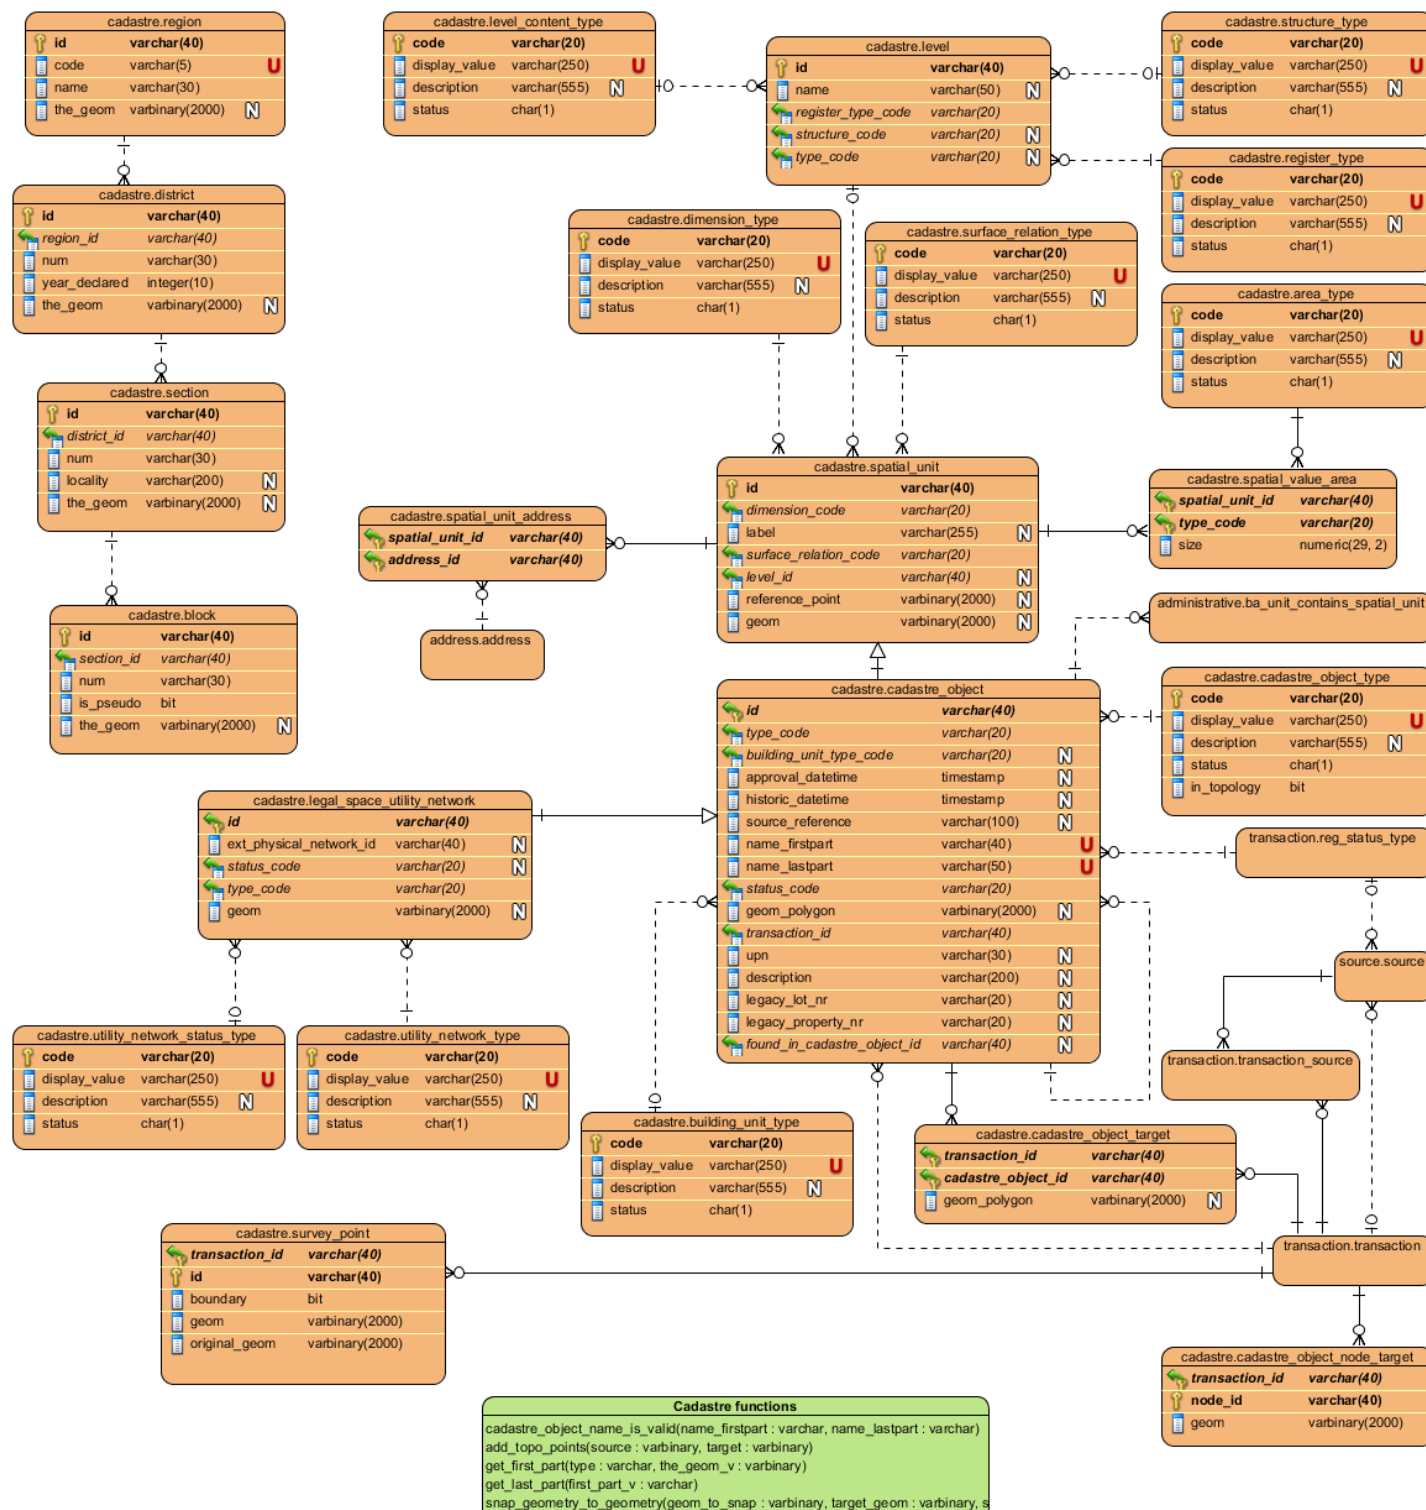 cadastre.region
id varchar(40)
code varchar(5) U
name varchar(30)
the_geom varbinary(2000) N
cadastre.level_content_type
code varchar(20)
display_value varchar(250) U
description varchar(555) N
status char(1)
cadastre.level
id varchar(40)
name varchar(50) N
register_type_code varchar(20)
structure_code varchar(20) N
type_code varchar(20) N
cadastre.structure_type
code varchar(20)
display_value varchar(250) U
description varchar(555) N
status char(1)
cadastre.register_type
code varchar(20)
display_value varchar(250) U
description varchar(555) N
status char(1)
cadastre.district
id varchar(40)
region_id varchar(40)
num varchar(30)
year_declared integer(10)
the_geom varbinary(2000) N
cadastre.dimension_type
code varchar(20)
display_value varchar(250) U
description varchar(555) N
status char(1)
cadastre.surface_relation_type
code varchar(20)
display_value varchar(250) U
description varchar(555) N
status char(1)
cadastre.area_type
code varchar(20)
display_value varchar(250) U
description varchar(555) N
status char(1)
cadastre.section
id varchar(40)
district_id varchar(40)
num varchar(30)
locality varchar(200) N
the_geom varbinary(2000) N
cadastre.spatial_unit
id varchar(40)
dimension_code varchar(20)
label varchar(255) N
surface_relation_code varchar(20)
level_id varchar(40) N
reference_point varbinary(2000) N
geom varbinary(2000) N
cadastre.spatial_value_area
spatial_unit_id varchar(40)
type_code varchar(20)
size numeric(29, 2)
cadastre.spatial_unit_address
spatial_unit_id varchar(40)
address_id varchar(40)
address.address
administrative.ba_unit_contains_spatial_unit
cadastre.block
id varchar(40)
section_id varchar(40)
num varchar(30)
is_pseudo bit
the_geom varbinary(2000) N
cadastre.cadastre_object
id varchar(40)
type_code varchar(20)
building_unit_type_code varchar(20) N
approval_datetime timestamp N
historic_datetime timestamp N
source_reference varchar(100) N
name_firstpart varchar(40) U
name_lastpart varchar(50) U
status_code varchar(20)
geom_polygon varbinary(2000) N
transaction_id varchar(40)
upn varchar(30) N
description varchar(200) N
legacy_lot_nr varchar(20) N
legacy_property_nr varchar(20) N
found_in_cadastre_object_id varchar(40) N
cadastre.cadastre_object_type
code varchar(20)
display_value varchar(250) U
description varchar(555) N
status char(1)
in_topology bit
cadastre.legal_space_utility_network
id varchar(40)
ext_physical_network_id varchar(40) N
status_code varchar(20) N
type_code varchar(20)
geom varbinary(2000) N
transaction.reg_status_type
source.source
transaction.transaction_source
cadastre.utility_network_status_type
code varchar(20)
display_value varchar(250) U
description varchar(555) N
status char(1)
cadastre.utility_network_type
code varchar(20)
display_value varchar(250) U
description varchar(555) N
status char(1)
cadastre.building_unit_type
code varchar(20)
display_value varchar(250) U
description varchar(555) N
status char(1)
cadastre.cadastre_object_target
transaction_id varchar(40)
cadastre_object_id varchar(40)
geom_polygon varbinary(2000) N
transaction.transaction
cadastre.survey_point
transaction_id varchar(40)
id varchar(40)
boundary bit
geom varbinary(2000)
original_geom varbinary(2000)
cadastre.cadastre_object_node_target
transaction_id varchar(40)
node_id varchar(40)
geom varbinary(2000)
Cadastre functions
cadastre_object_name_is_valid(name_firstpart : varchar, name_lastpart : varchar)
add_topo_points(source : varbinary, target : varbinary)
get_first_part(type : varchar, the_geom_v : varbinary)
get_last_part(first_part_v : varchar)
snap_geometry_to_geometry(geom_to_snap : varbinary, target_geom : varbinary, s